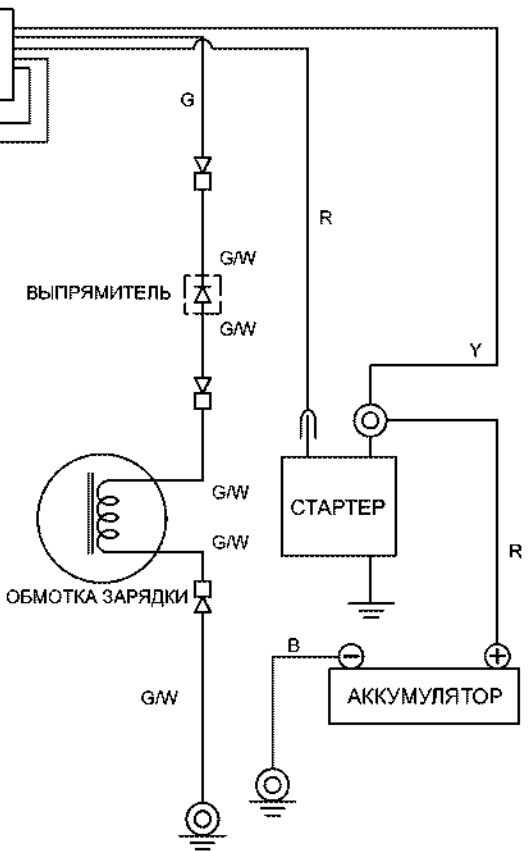 G
R
G/W
ВЫПРЯМИТЕЛЬ
G/W
Y
G/W
СТАРТЕР
G/W
R
ОБМОТКА ЗАРЯДКИ
B
G/W
АККУМУЛЯТОР